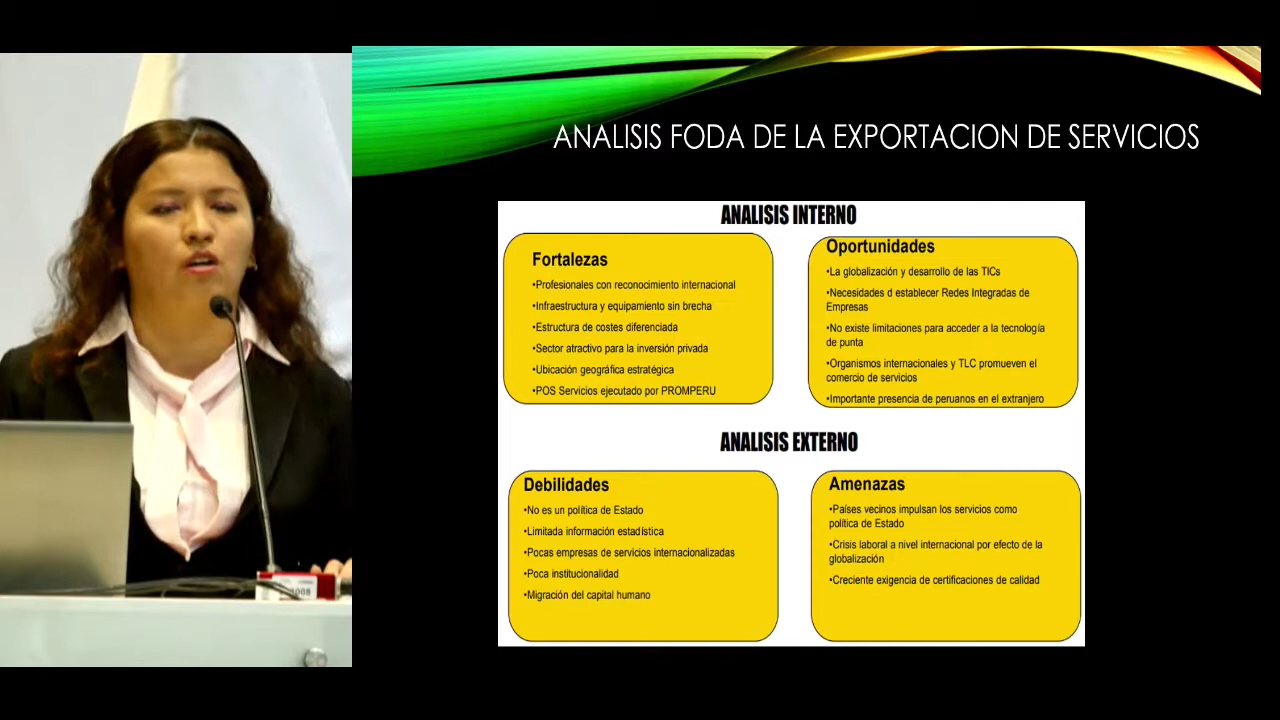 ANALISIS FODA DE LA EXPORTACION DE SERVICIOS
ANALISIS INTERNO
Fortalezas
•Profesionales con reconocimiento internacional
•Infraestructura y equipamiento sin brecha
•Estructura de costes diferenciada
•Sector atractivo para la inversión privada
•Ubicación geográfica estratégica
•POS Servicios ejecutado por PROMPERU
Oportunidades
•La globalización y desarrollo de las TICs
•Necesidades d establecer Redes Integradas de
Empresas
•No existe limitaciones para acceder a la tecnología
de punta
•Organismos internacionales y TLC promueven el
comercio de servicios
•Importante presencia de peruanos en el extranjero
ANALISIS EXTERNO
Debilidades
•No es un política de Estado
•Limitada información estadística
•Pocas empresas de servicios internacionalizadas
•Poca institucionalidad
•Migración del capital humano
Amenazas
•Países vecinos impulsan los servicios como
política de Estado
•Crisis laboral a nivel internacional por efecto de la
globalización
•Creciente exigencia de certificaciones de calidad